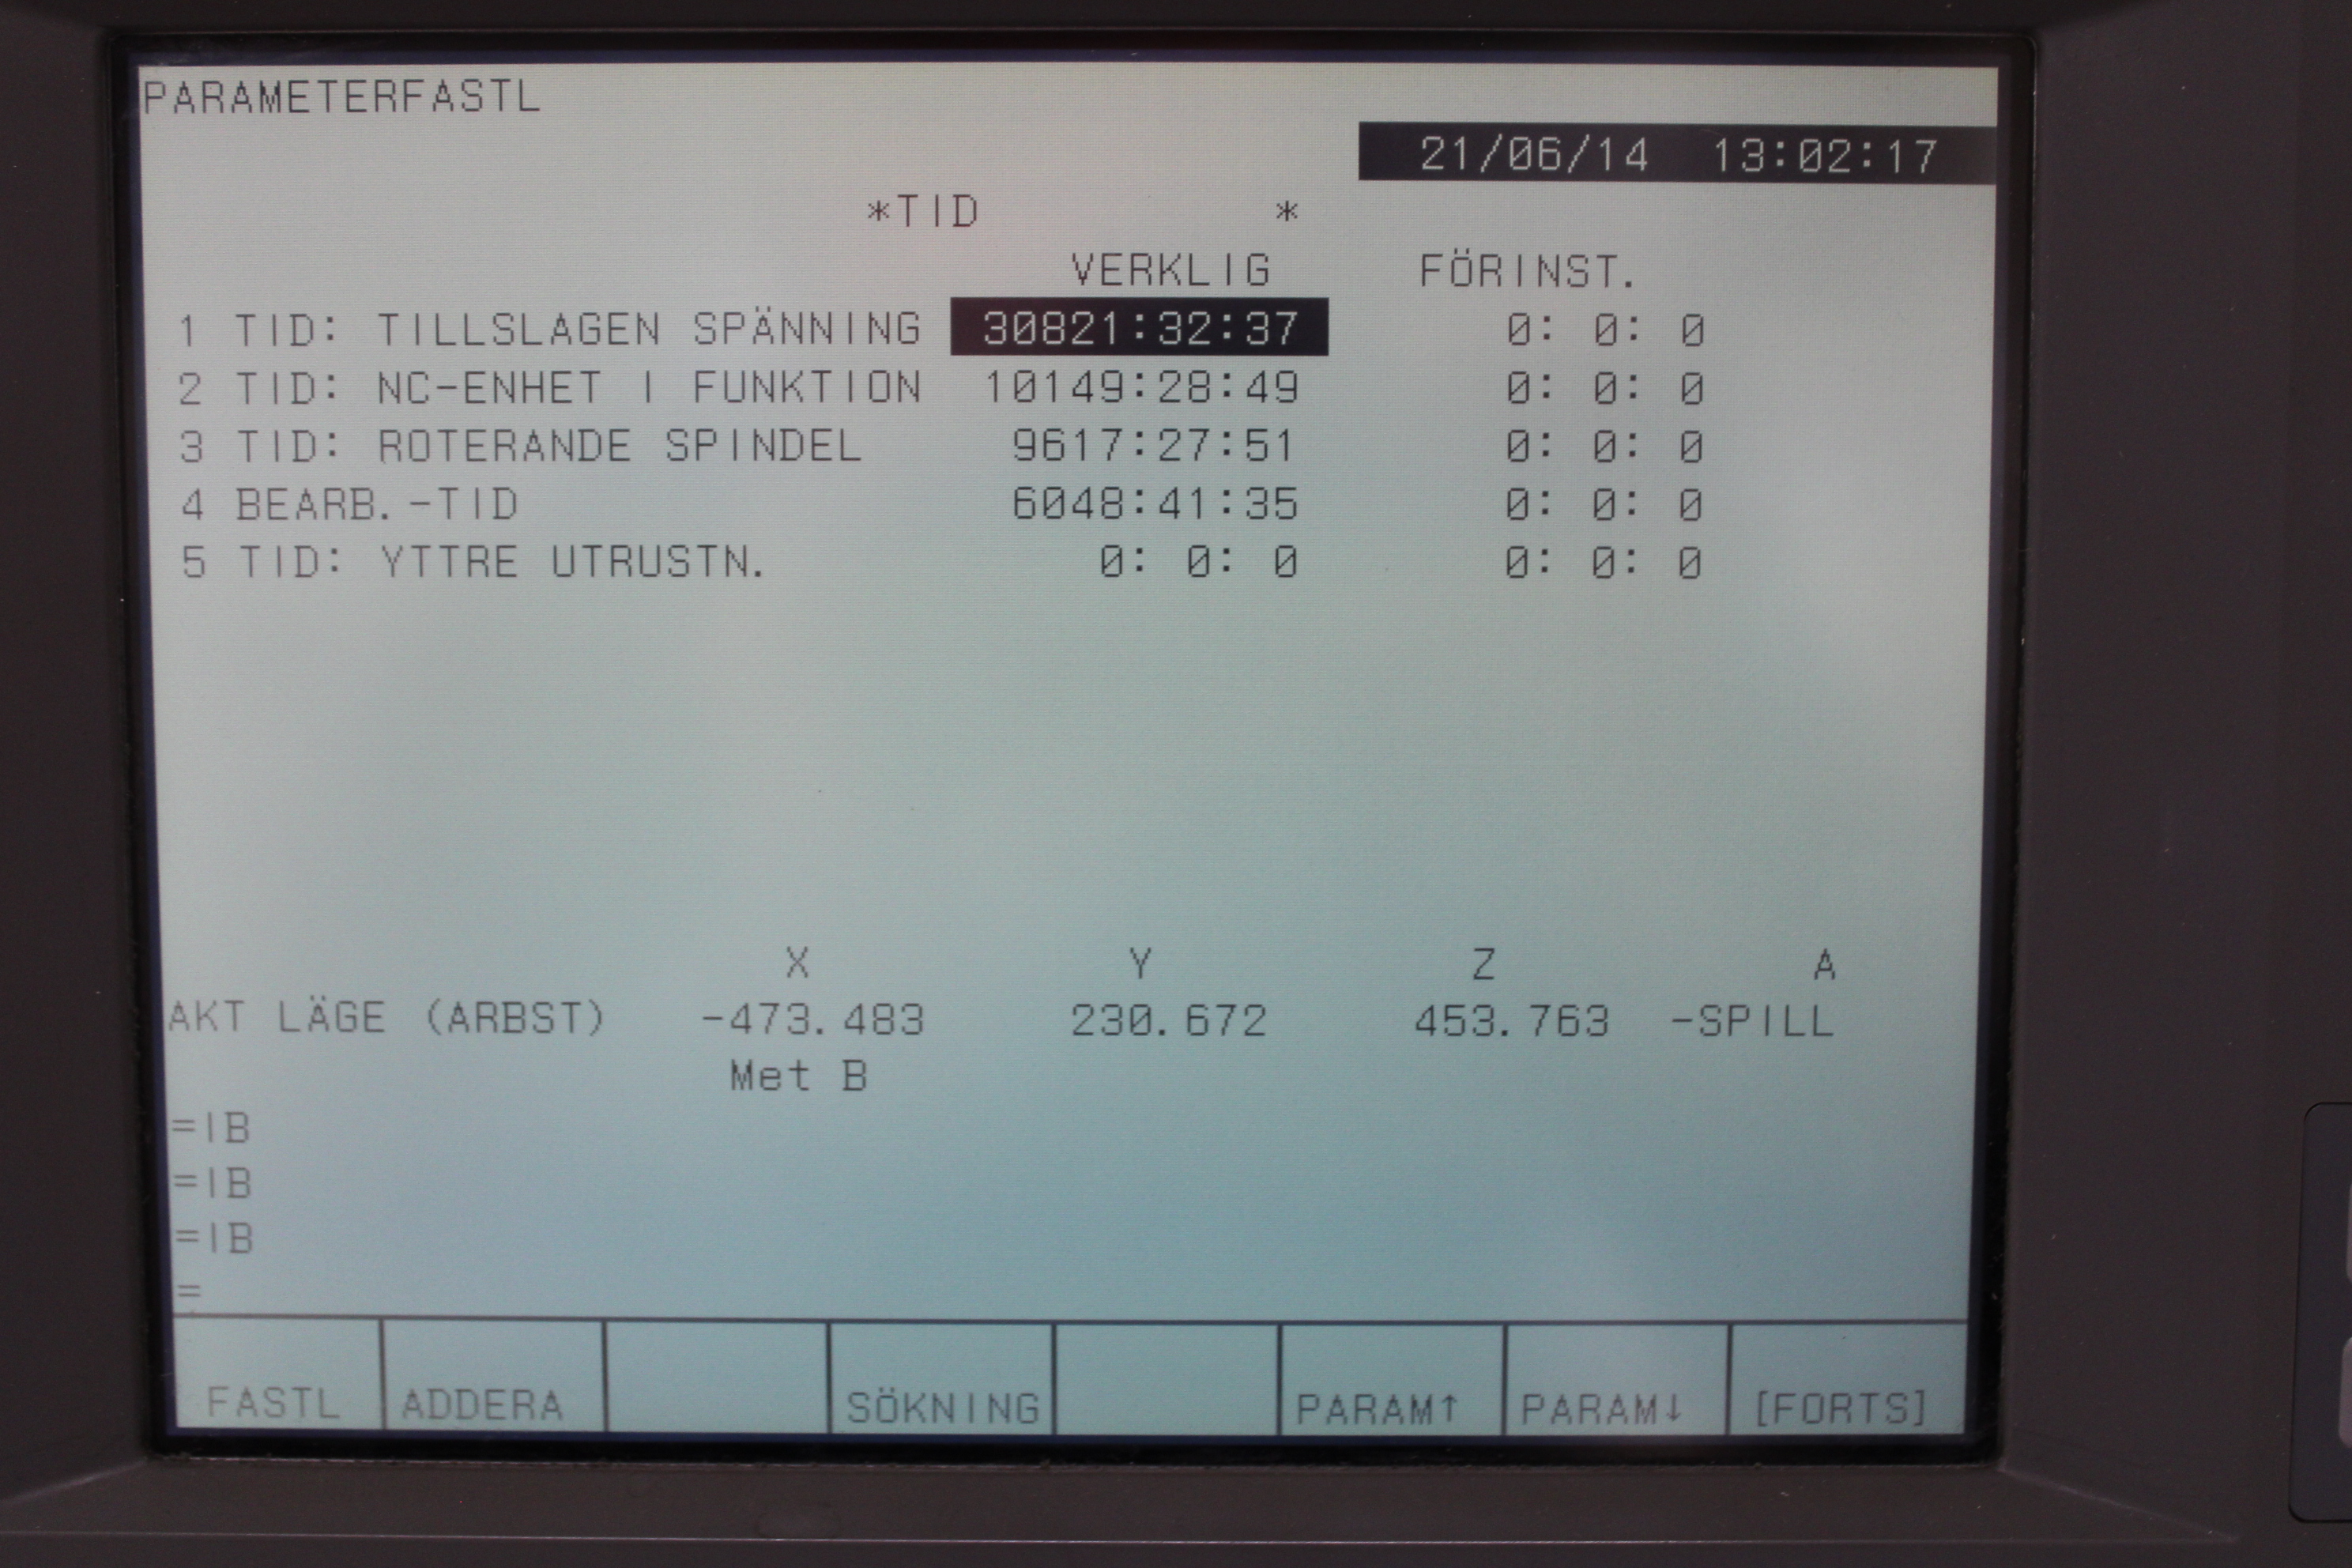 PARAMETERFASTL
21/06/14 13:02:17
*TID *
VERKLIG FÖRINST.
1 TID: TILLSLAGEN SPÄNNING 30821:32:37 0: 0: 0
2 TID: NC-ENHET I FUNKTION 10149:28:49 0: 0: 0
3 TID: ROTERANDE SPINDEL 9617:27:51 0: 0: 0
4 BEARB.-TID 6048:41:35 0: 0: 0
5 TID: YTTRE UTRUSTN. 0: 0: 0 0: 0: 0
X Y Z A
AKT LÄGE (ARBST) -473.483 230.672 453.763 -SPILL
Met B
=IB
=IB
=IB
=
FASTL ADDERA SÖKNING PARAM↑ PARAM↓ [FORTS]